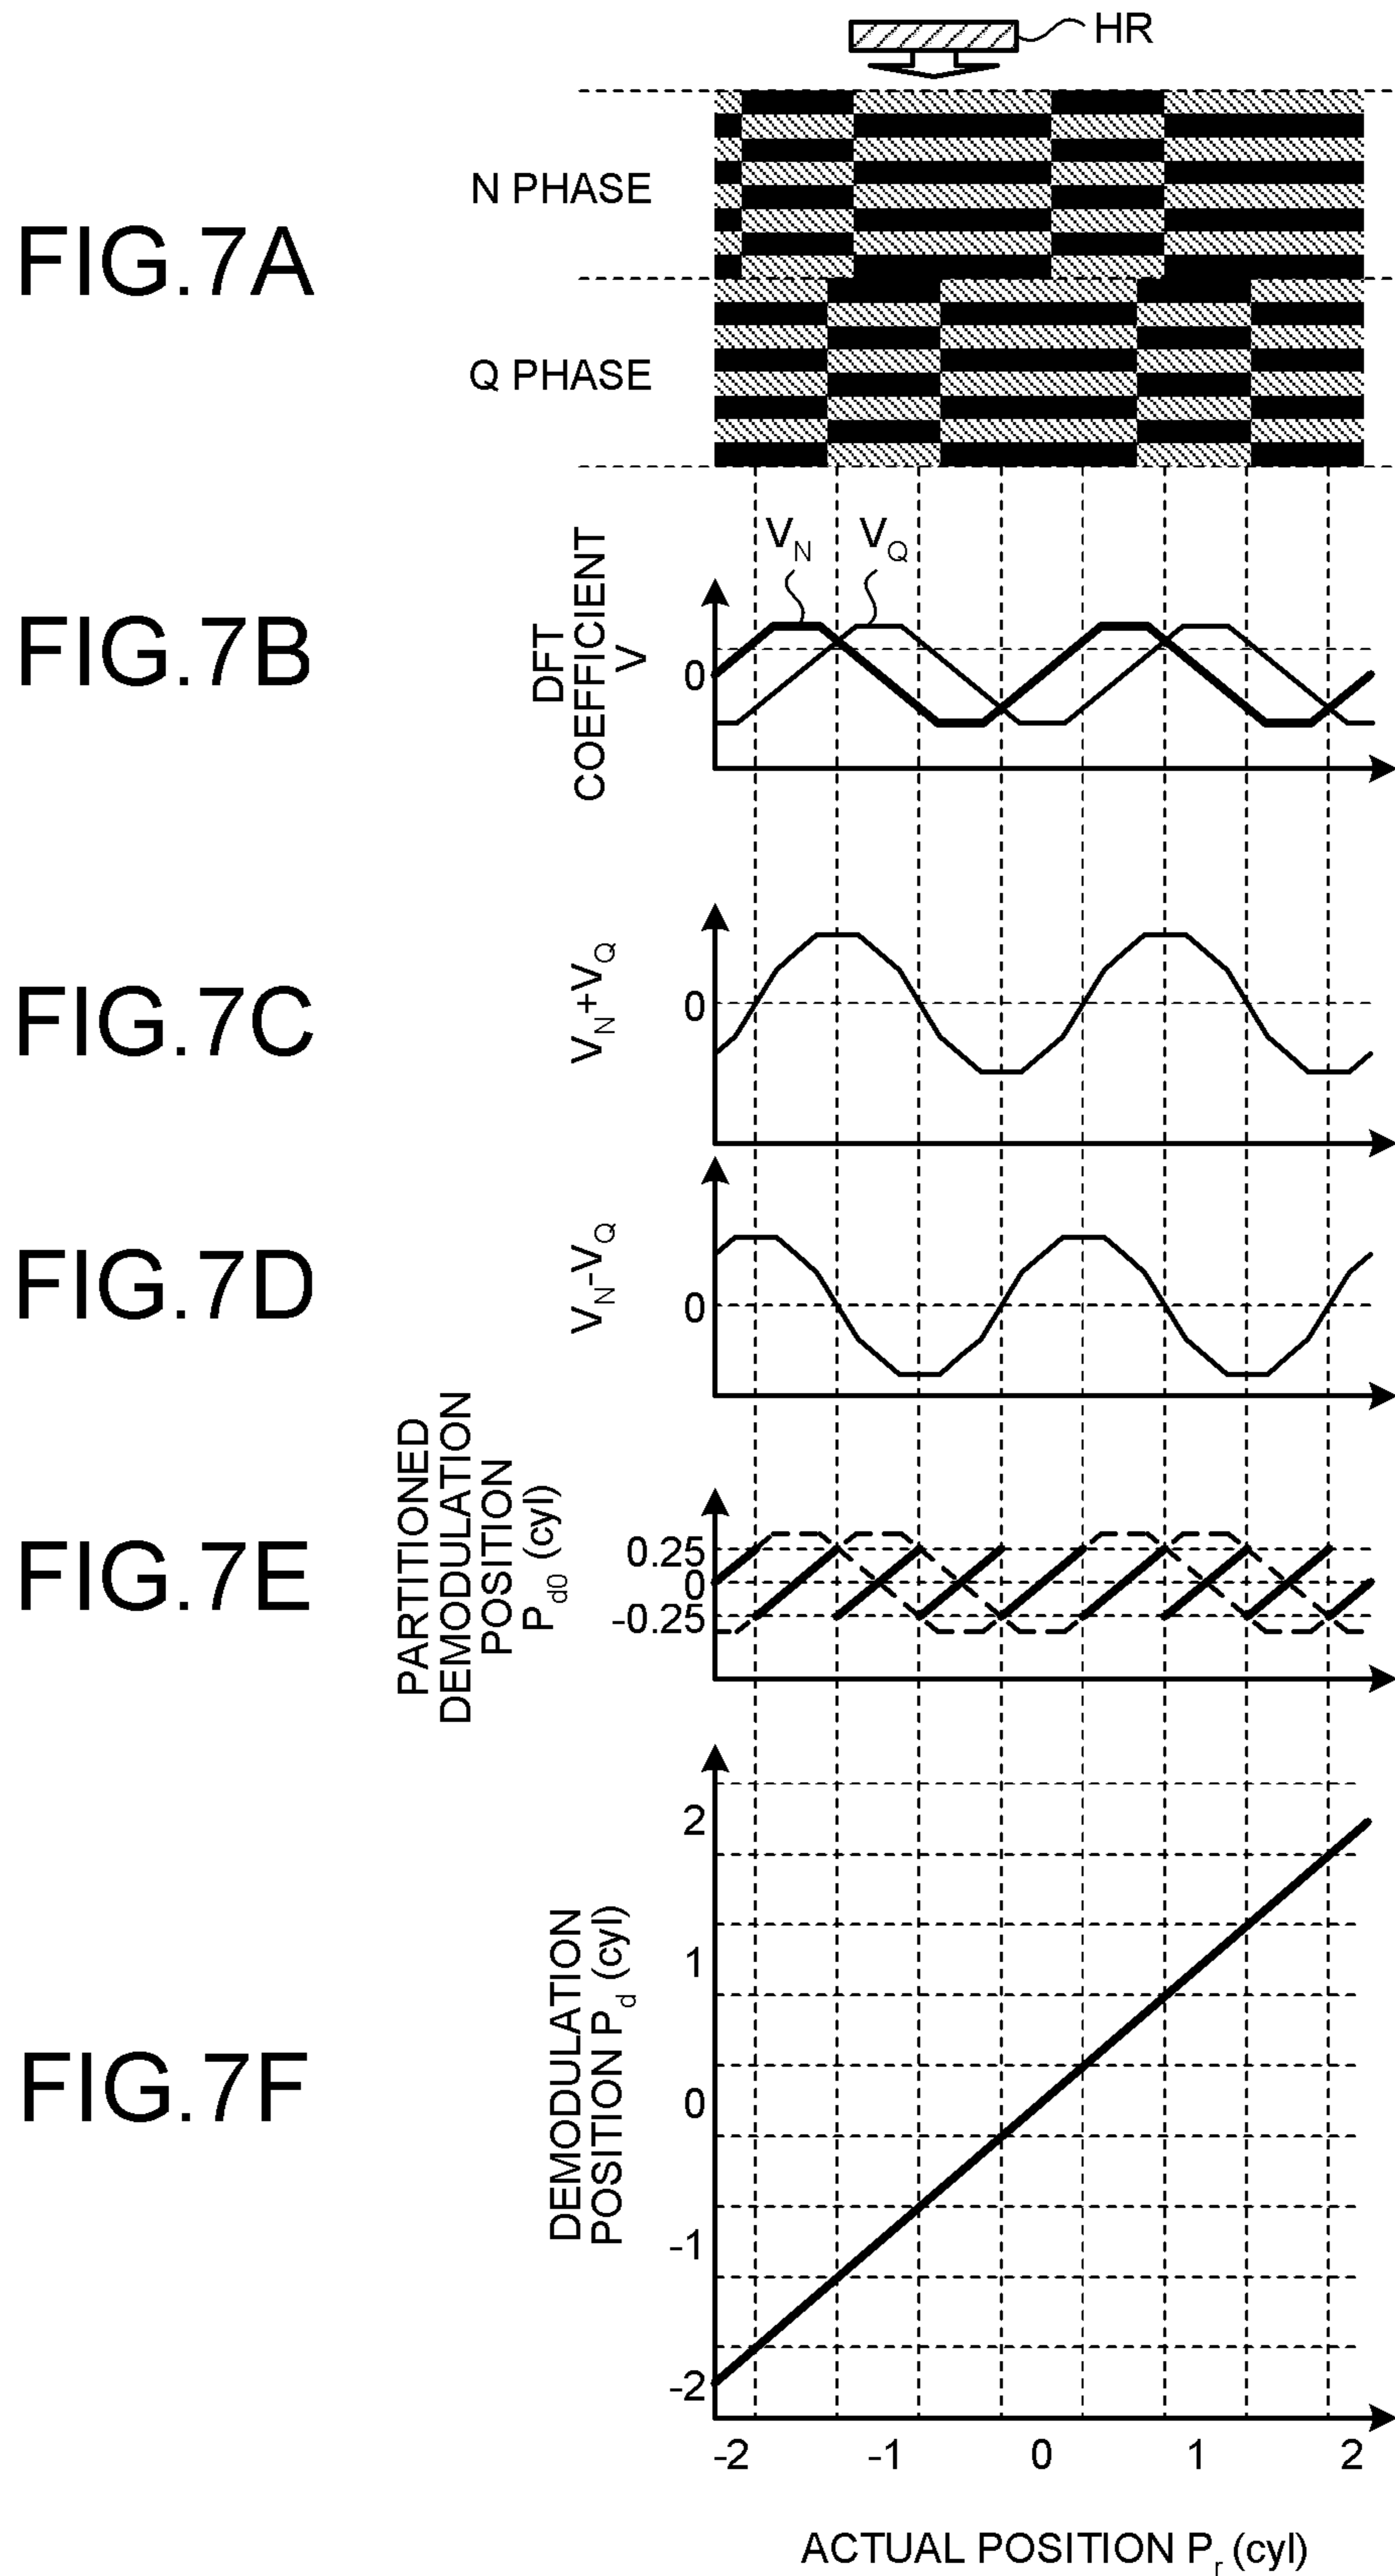 HR
FIG.7A
N PHASE
Q PHASE
FIG.7B
DFT
COEFFICIENT
V
0
V_N
V_Q
FIG.7C
V_N+V_Q
0
FIG.7D
V_N-V_Q
0
FIG.7E
PARTITIONED
DEMODULATION
POSITION
P_d0 (cyl)
0.25
0
-0.25
FIG.7F
DEMODULATION
POSITION P_d (cyl)
2
1
0
-1
-2
-2 -1 0 1 2
ACTUAL POSITION P_r (cyl)